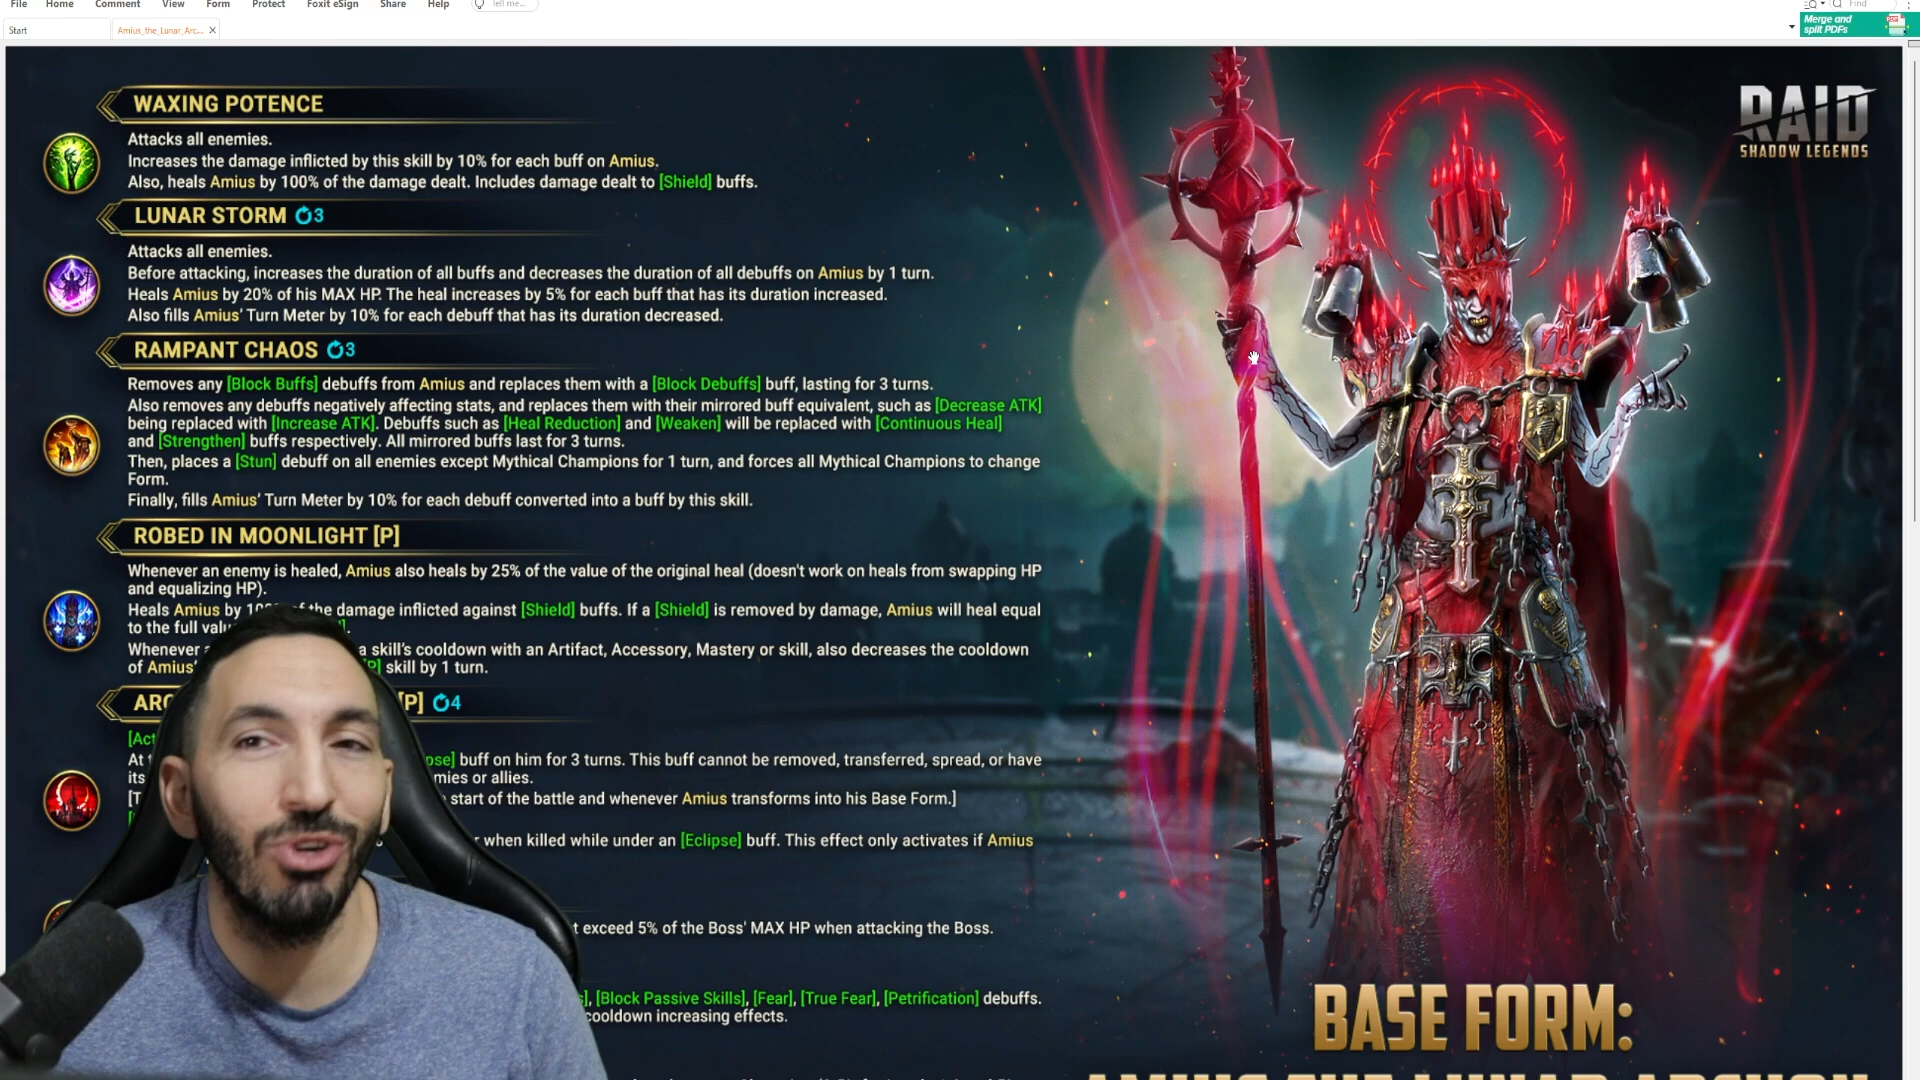 File Home Comment View Form Protect Foxit eSign Share Help Tell me... Find
Start Amius_the_Lunar_Arc... Merge and
split PDFs
RAID
SHADOW LEGENDS
WAXING POTENCE
Attacks all enemies.
Increases the damage inflicted by this skill by 10% for each buff on Amius.
Also, heals Amius by 100% of the damage dealt. Includes damage dealt to [Shield] buffs.
LUNAR STORM 3
Attacks all enemies.
Before attacking, increases the duration of all buffs and decreases the duration of all debuffs on Amius by 1 turn.
Heals Amius by 20% of his MAX HP. The heal increases by 5% for each buff that has its duration increased.
Also fills Amius' Turn Meter by 10% for each debuff that has its duration decreased.
RAMPANT CHAOS 3
Removes any [Block Buffs] debuffs from Amius and replaces them with a [Block Debuffs] buff, lasting for 3 turns.
Also removes any debuffs negatively affecting stats, and replaces them with their mirrored buff equivalent, such as [Decrease ATK]
being replaced with [Increase ATK]. Debuffs such as [Heal Reduction] and [Weaken] will be replaced with [Continuous Heal]
and [Strengthen] buffs respectively. All mirrored buffs last for 3 turns.
Then, places a [Stun] debuff on all enemies except Mythical Champions for 1 turn, and forces all Mythical Champions to change
Form.
Finally, fills Amius' Turn Meter by 10% for each debuff converted into a buff by this skill.
ROBED IN MOONLIGHT [P]
Whenever an enemy is healed, Amius also heals by 25% of the value of the original heal (doesn't work on heals from swapping HP
and equalizing HP).
Heals Amius by of the damage inflicted against [Shield] buffs. If a [Shield] is removed by damage, Amius will heal equal
to the full
Whenever a skill's cooldown with an Artifact, Accessory, Mastery or skill, also decreases the cooldown
of Amius' [P] skill by 1 turn.
[P] 4
buff on him for 3 turns. This buff cannot be removed, transferred, spread, or have
its or allies.
start of the battle and whenever Amius transforms into his Base Form.]
when killed while under an [Eclipse] buff. This effect only activates if Amius
exceed 5% of the Boss' MAX HP when attacking the Boss.
[Block Passive Skills], [Fear], [True Fear], [Petrification] debuffs.
cooldown increasing effects.
BASE FORM:
AMIUS THE LUNAR ARCHON